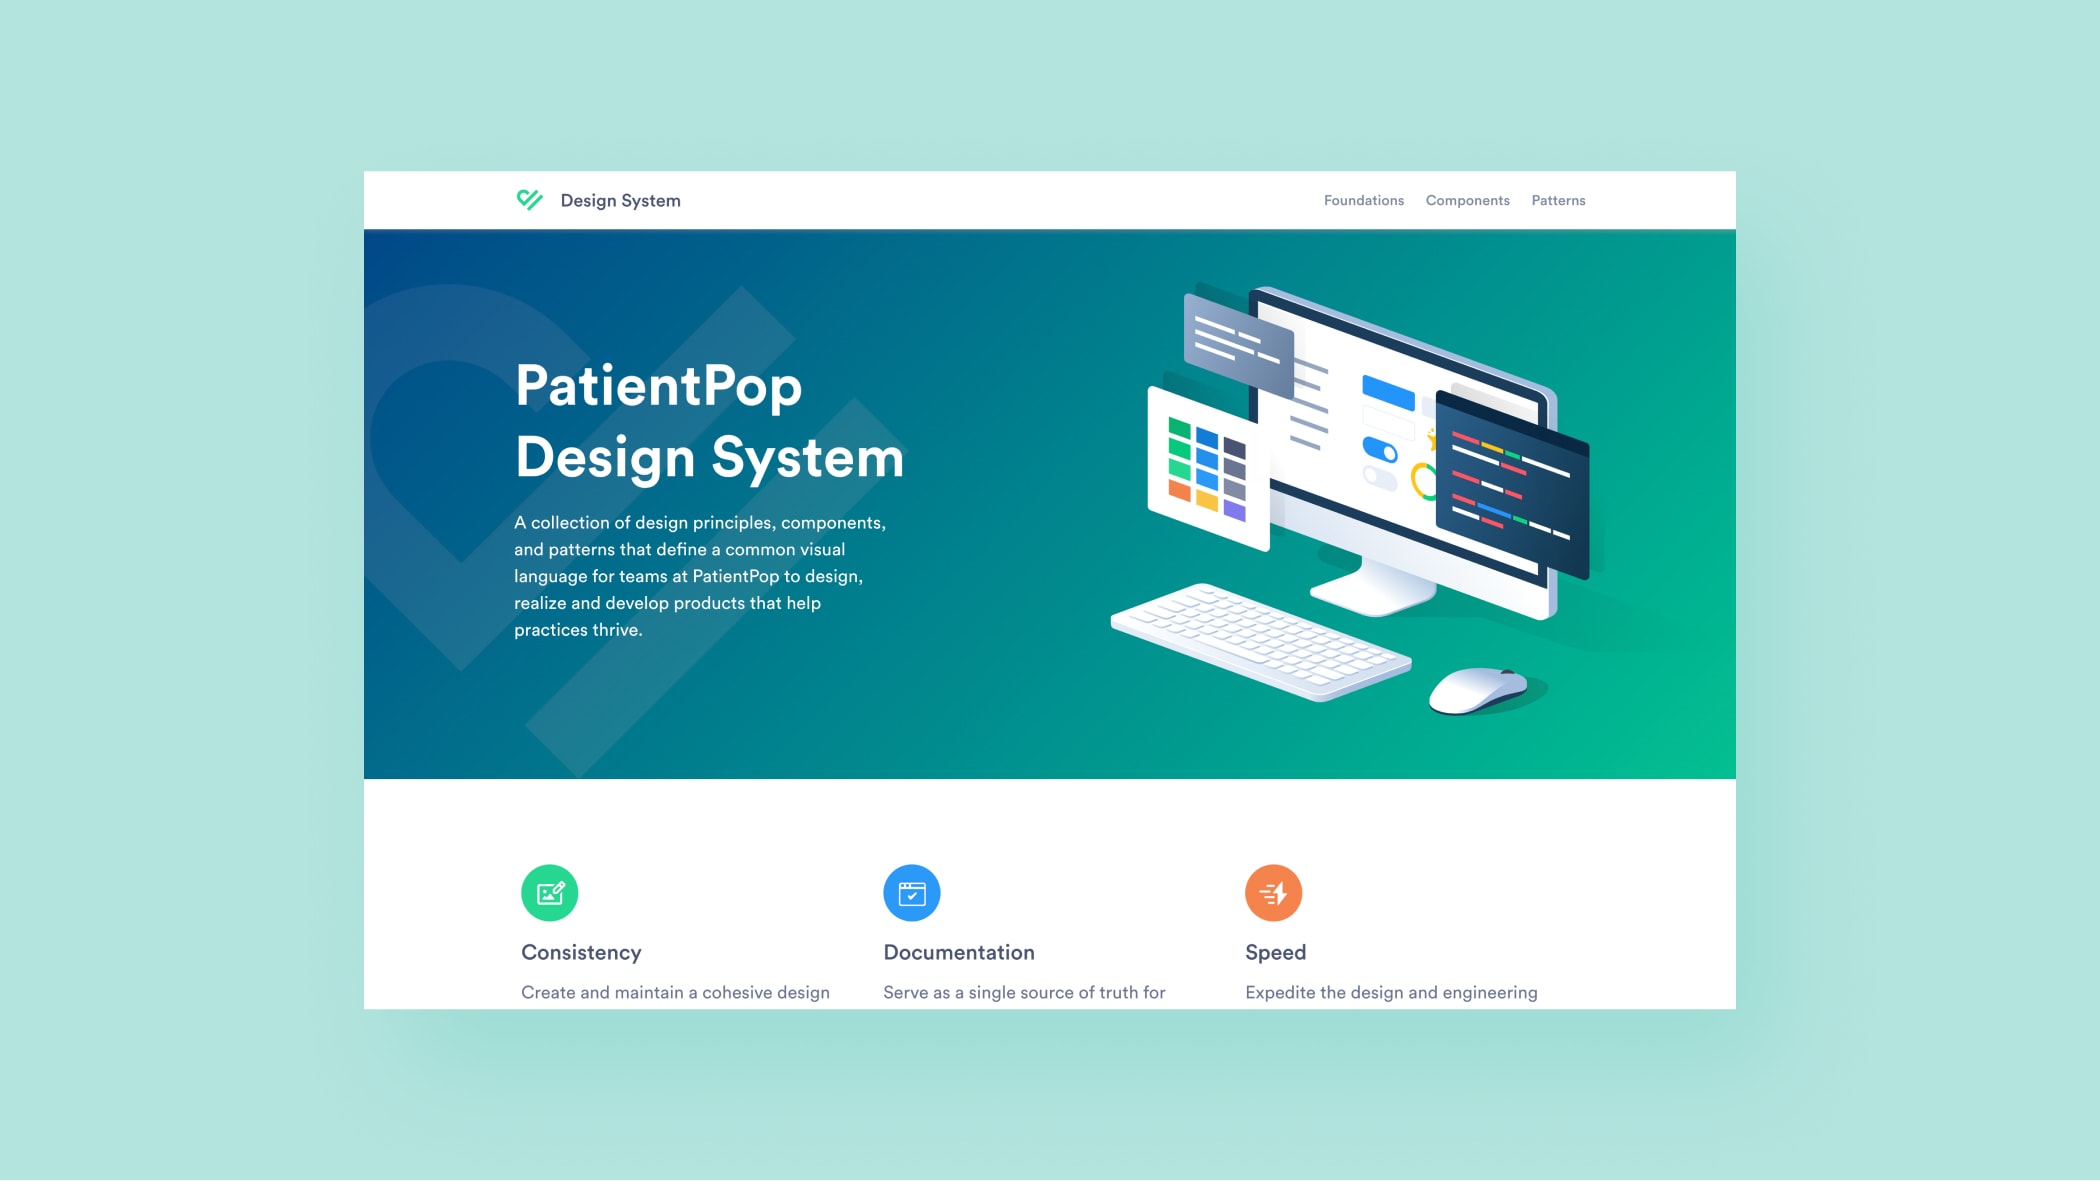 Design System
Foundations Components Patterns
PatientPop
Design System
A collection of design principles, components,
and patterns that define a common visual
language for teams at PatientPop to design,
realize and develop products that help
practices thrive.
Consistency
Create and maintain a cohesive design
Documentation
Serve as a single source of truth for
Speed
Expedite the design and engineering